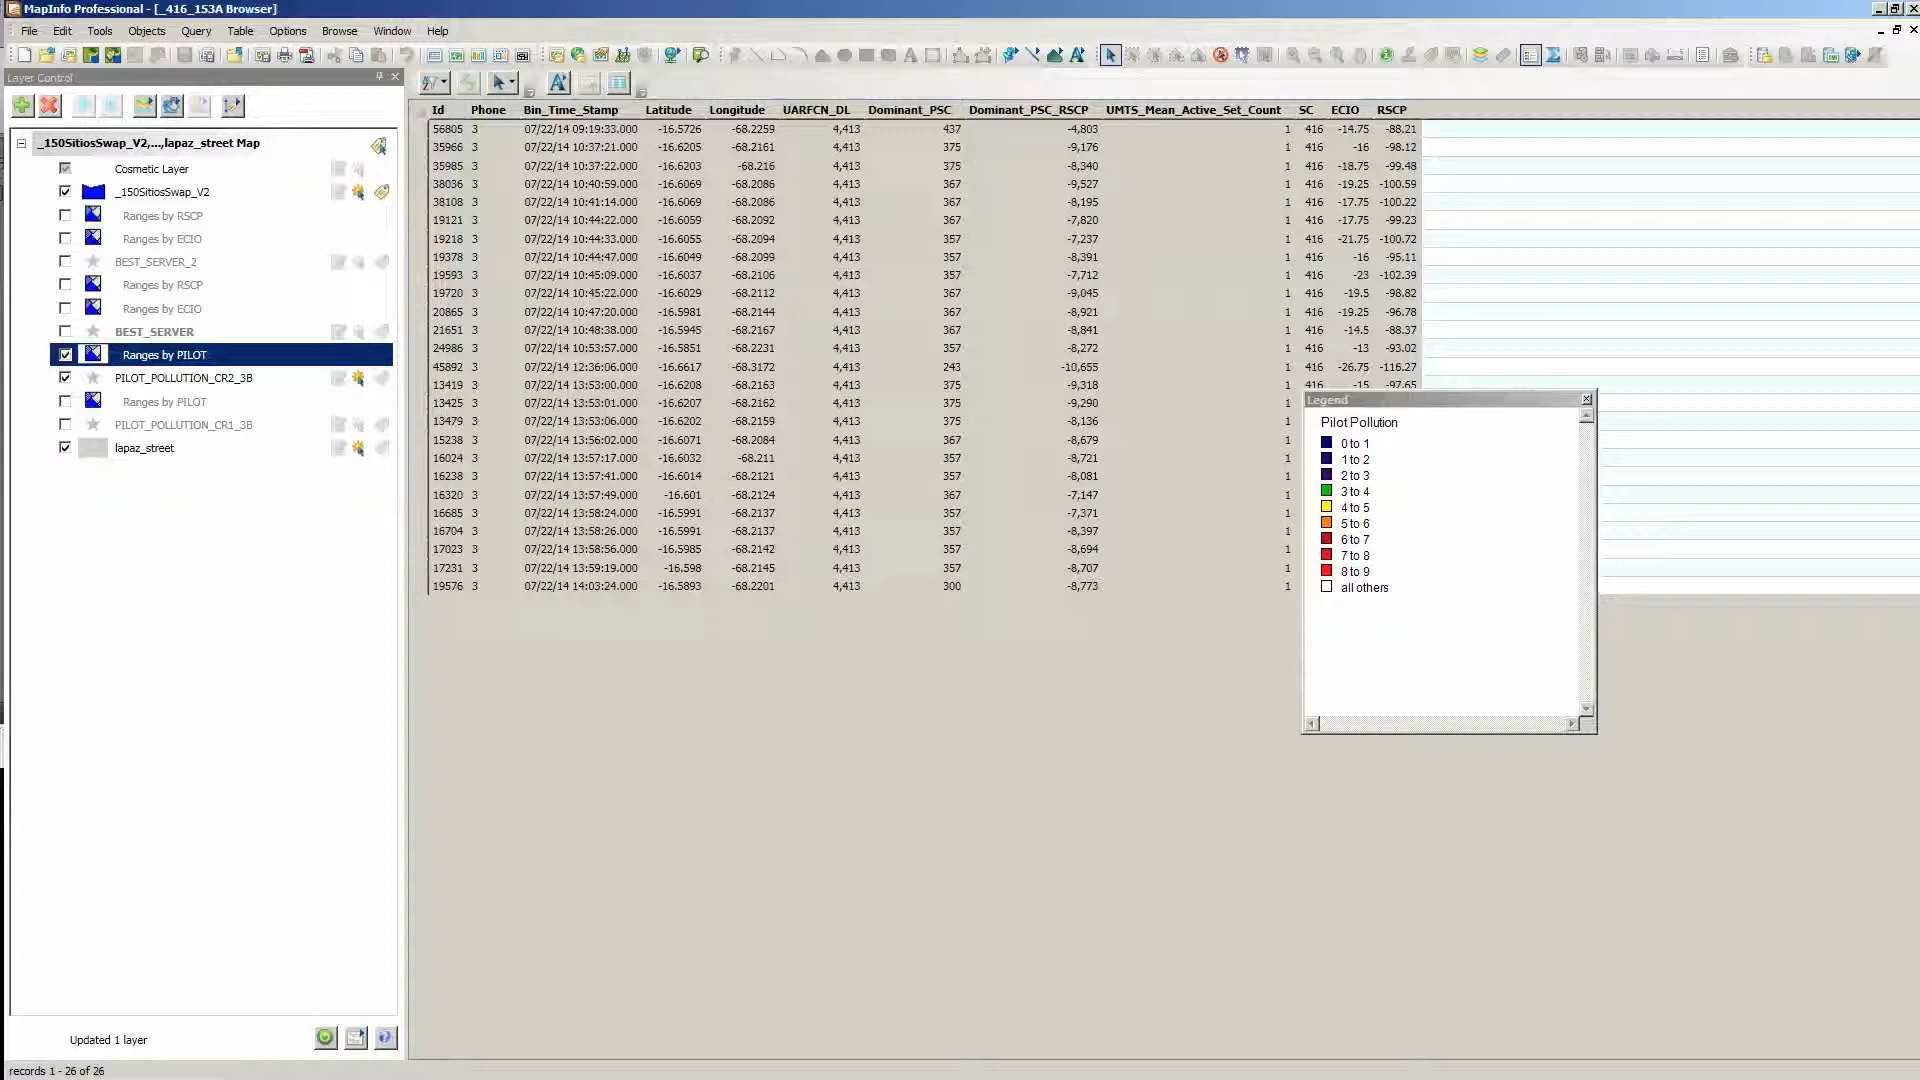 MapInfo Professional - [_416_153A Browser]
File Edit Tools Objects Query Table Options Browse Window Help
Layer Control
_150SitiosSwap_V2,...,lapaz_street Map
Cosmetic Layer
_150SitiosSwap_V2
Ranges by RSCP
Ranges by ECIO
BEST_SERVER_2
Ranges by RSCP
Ranges by ECIO
BEST_SERVER
Ranges by PILOT
PILOT_POLLUTION_CR2_3B
Ranges by PILOT
PILOT_POLLUTION_CR1_3B
lapaz_street
Updated 1 layer
Id Phone Bin_Time_Stamp Latitude Longitude UARFCN_DL Dominant_PSC Dominant_PSC_RSCP UMTS_Mean_Active_Set_Count SC ECIO RSCP
56805 3 07/22/14 09:19:33.000 -16.5726 -68.2259 4,413 437 -4,803 1 416 -14.75 -88.21
35966 3 07/22/14 10:37:21.000 -16.6205 -68.2161 4,413 375 -9,176 1 416 -16 -98.12
35985 3 07/22/14 10:37:22.000 -16.6203 -68.216 4,413 375 -8,340 1 416 -18.75 -99.48
38036 3 07/22/14 10:40:59.000 -16.6069 -68.2086 4,413 367 -9,527 1 416 -19.25 -100.59
38108 3 07/22/14 10:41:14.000 -16.6069 -68.2086 4,413 367 -8,195 1 416 -17.75 -100.22
19121 3 07/22/14 10:44:22.000 -16.6059 -68.2092 4,413 367 -7,820 1 416 -17.75 -99.23
19218 3 07/22/14 10:44:33.000 -16.6055 -68.2094 4,413 357 -7,237 1 416 -21.75 -100.72
19378 3 07/22/14 10:44:47.000 -16.6049 -68.2099 4,413 357 -8,391 1 416 -16 -95.11
19593 3 07/22/14 10:45:09.000 -16.6037 -68.2106 4,413 357 -7,712 1 416 -23 -102.39
19720 3 07/22/14 10:45:22.000 -16.6029 -68.2112 4,413 367 -9,045 1 416 -19.5 -98.82
20865 3 07/22/14 10:47:20.000 -16.5981 -68.2144 4,413 367 -8,921 1 416 -19.25 -96.78
21651 3 07/22/14 10:48:38.000 -16.5945 -68.2167 4,413 367 -8,841 1 416 -14.5 -88.37
24986 3 07/22/14 10:53:57.000 -16.5851 -68.2231 4,413 357 -8,272 1 416 -13 -93.02
45892 3 07/22/14 12:36:06.000 -16.6617 -68.3172 4,413 243 -10,655 1 416 -26.75 -116.27
13419 3 07/22/14 13:53:00.000 -16.6208 -68.2163 4,413 375 -9,318 1 416 -15 -97.65
13425 3 07/22/14 13:53:01.000 -16.6207 -68.2162 4,413 375 -9,290 1
13479 3 07/22/14 13:53:06.000 -16.6202 -68.2159 4,413 375 -8,136 1
15238 3 07/22/14 13:56:02.000 -16.6071 -68.2084 4,413 367 -8,679 1
16024 3 07/22/14 13:57:17.000 -16.6032 -68.211 4,413 357 -8,721 1
16238 3 07/22/14 13:57:41.000 -16.6014 -68.2121 4,413 357 -8,081 1
16320 3 07/22/14 13:57:49.000 -16.601 -68.2124 4,413 367 -7,147 1
16685 3 07/22/14 13:58:24.000 -16.5991 -68.2137 4,413 357 -7,371 1
16704 3 07/22/14 13:58:26.000 -16.5991 -68.2137 4,413 357 -8,397 1
17023 3 07/22/14 13:58:56.000 -16.5985 -68.2142 4,413 357 -8,694 1
17231 3 07/22/14 13:59:19.000 -16.598 -68.2145 4,413 357 -8,707 1
19576 3 07/22/14 14:03:24.000 -16.5893 -68.2201 4,413 300 -8,773 1
Legend
Pilot Pollution
0 to 1
1 to 2
2 to 3
3 to 4
4 to 5
5 to 6
6 to 7
7 to 8
8 to 9
all others
records 1 - 26 of 26